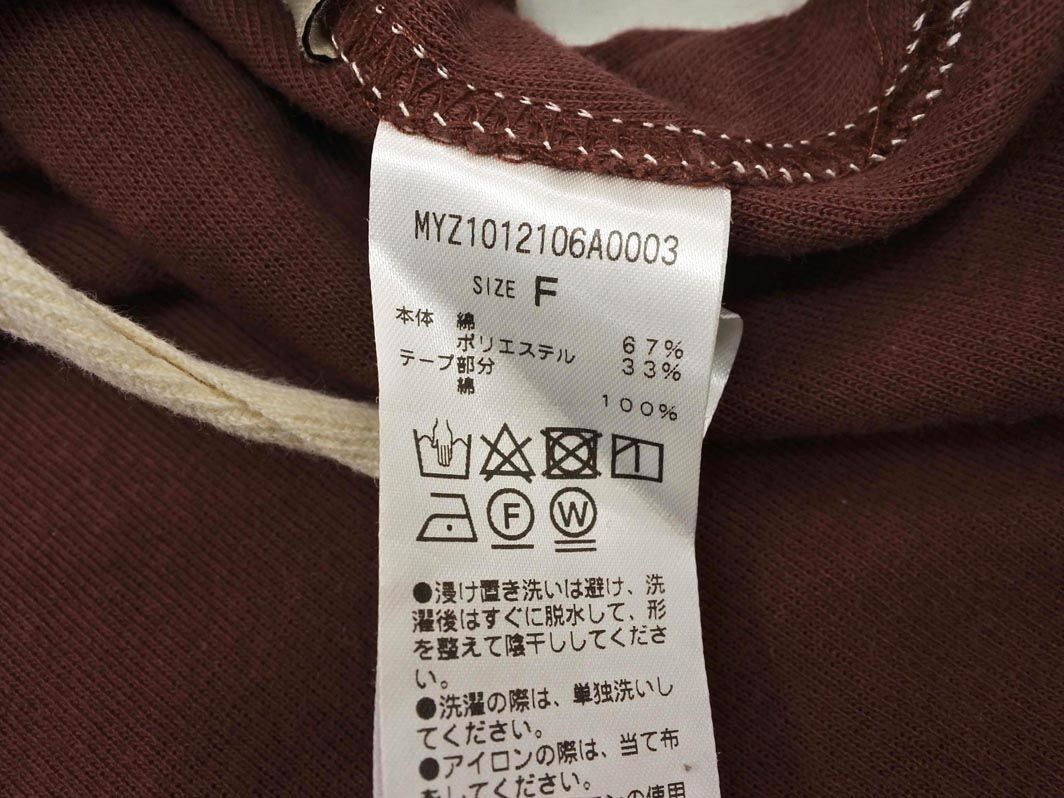 MYZ1012106A0003
SIZE F
本体 綿 67%
ポリエステル 33%
テープ部分
綿 100%
F W
●浸け置き洗いは避け、洗
濯後はすぐに脱水して、形
を整えて陰干ししてくださ
い。
●洗濯の際は、単独洗いし
てください。
●アイロンの際は、当て布
をしてください。
の使用